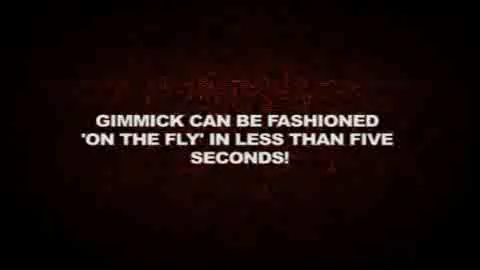 GIMMICK CAN BE FASHIONED
'ON THE FLY' IN LESS THAN FIVE
SECONDS!